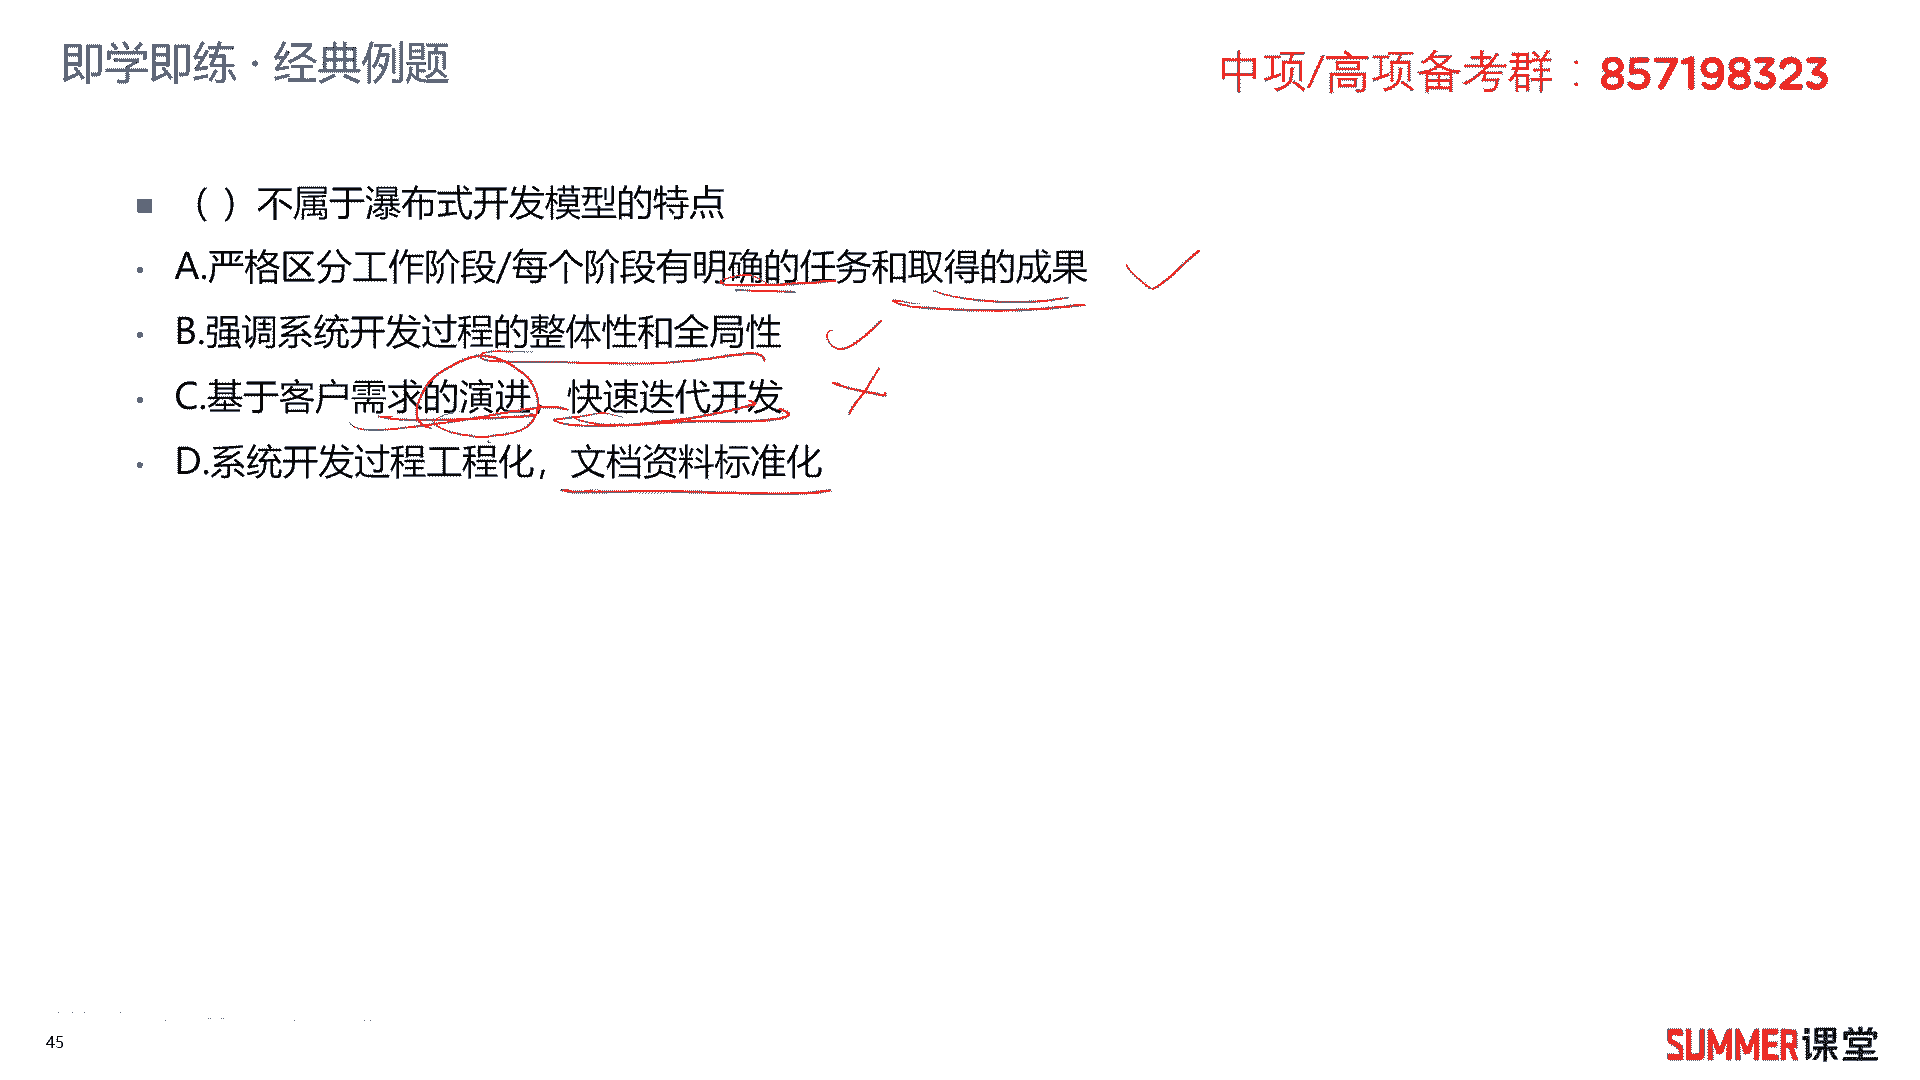 即学即练·经典例题
中项/高项备考群：857198323
■ （ ）不属于瀑布式开发模型的特点
• A.严格区分工作阶段/每个阶段有明确的任务和取得的成果
• B.强调系统开发过程的整体性和全局性
• C.基于客户需求的演进 快速迭代开发
• D.系统开发过程工程化，文档资料标准化
45
SUMMER课堂